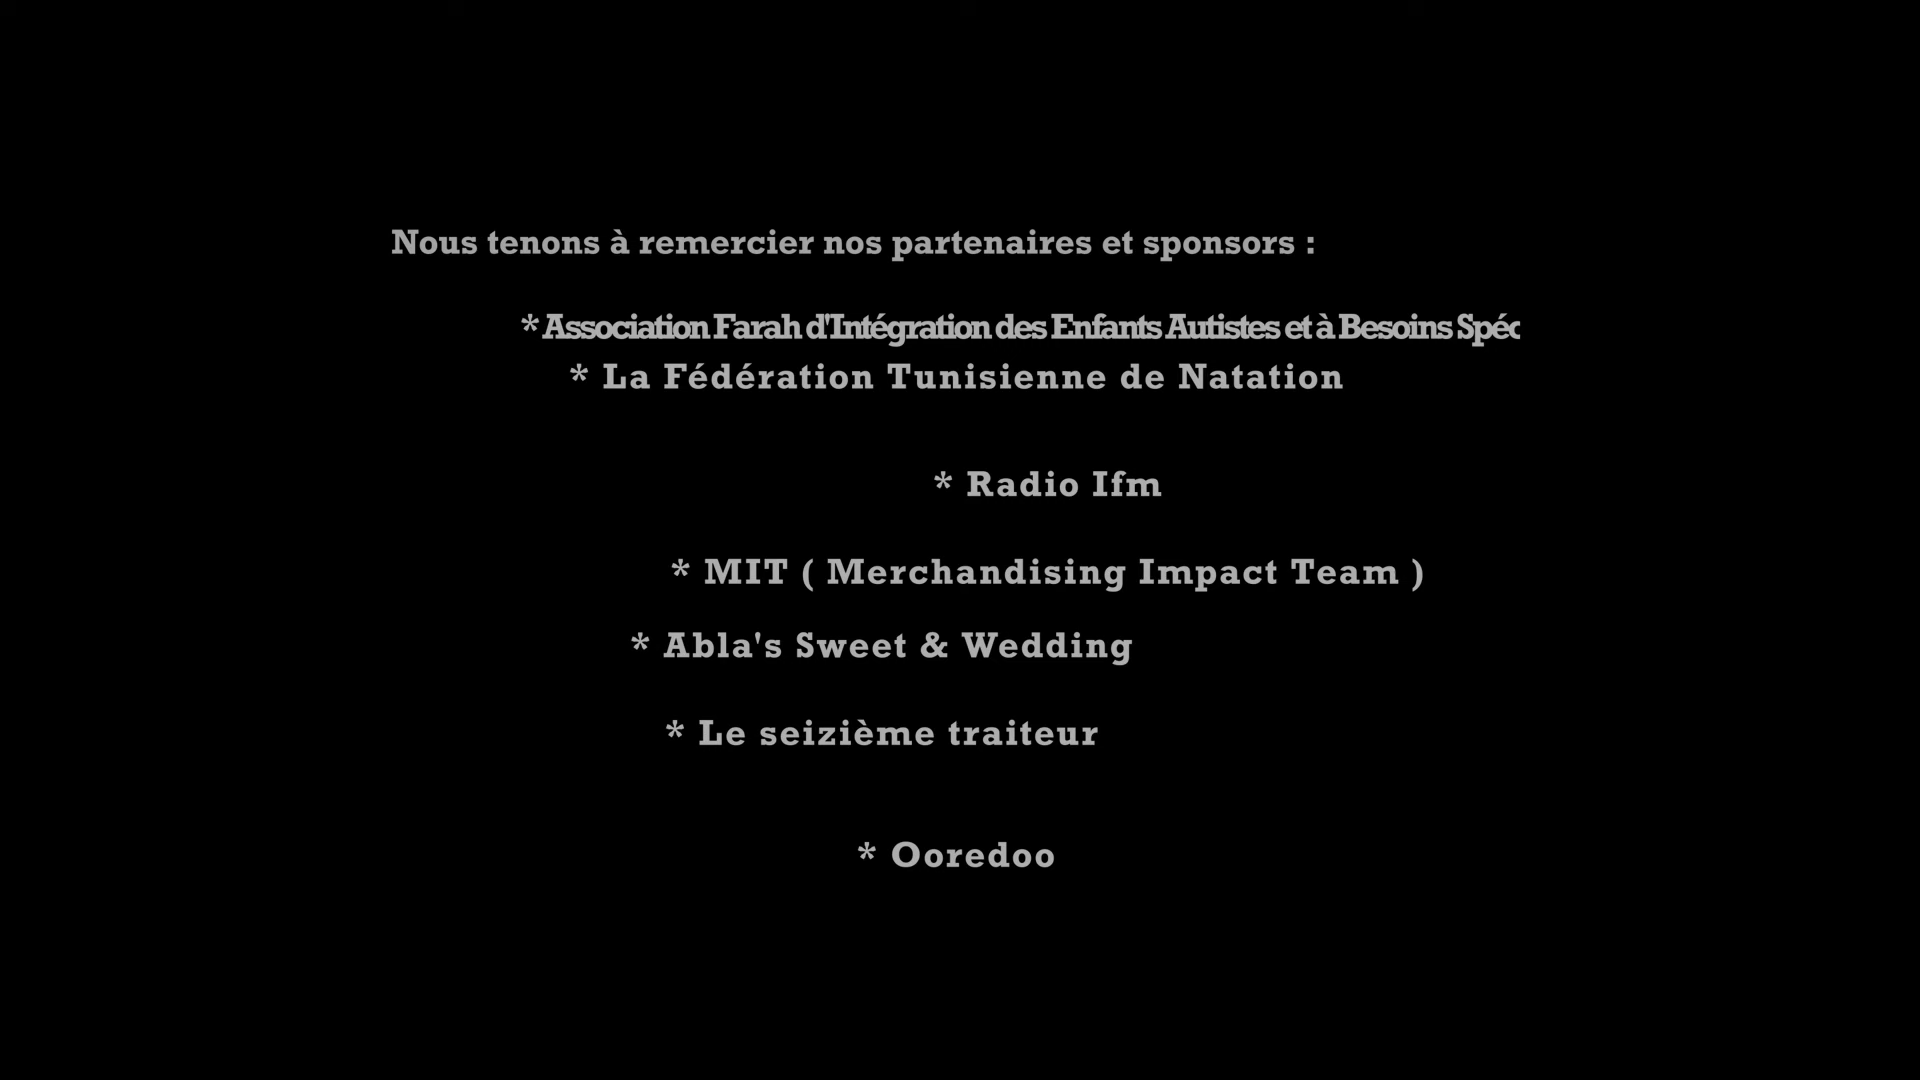 Nous tenons à remercier nos partenaires et sponsors :
* Association Farah d'Intégration des Enfants Autistes et à Besoins Spéc
* La Fédération Tunisienne de Natation
* Radio Ifm
* MIT ( Merchandising Impact Team )
* Abla's Sweet & Wedding
* Le seizième traiteur
* Ooredoo